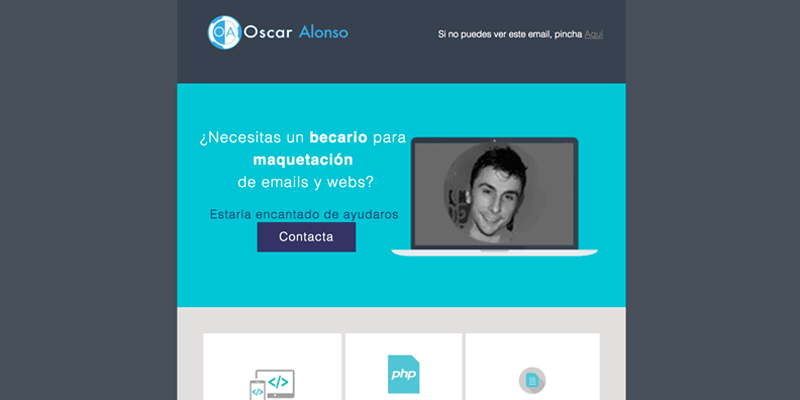 OA Oscar Alonso
Si no puedes ver este email, pincha Aqui
¿Necesitas un becario para
maquetación
de emails y webs?
Estaría encantado de ayudaros
Contacta
</>
</>
php